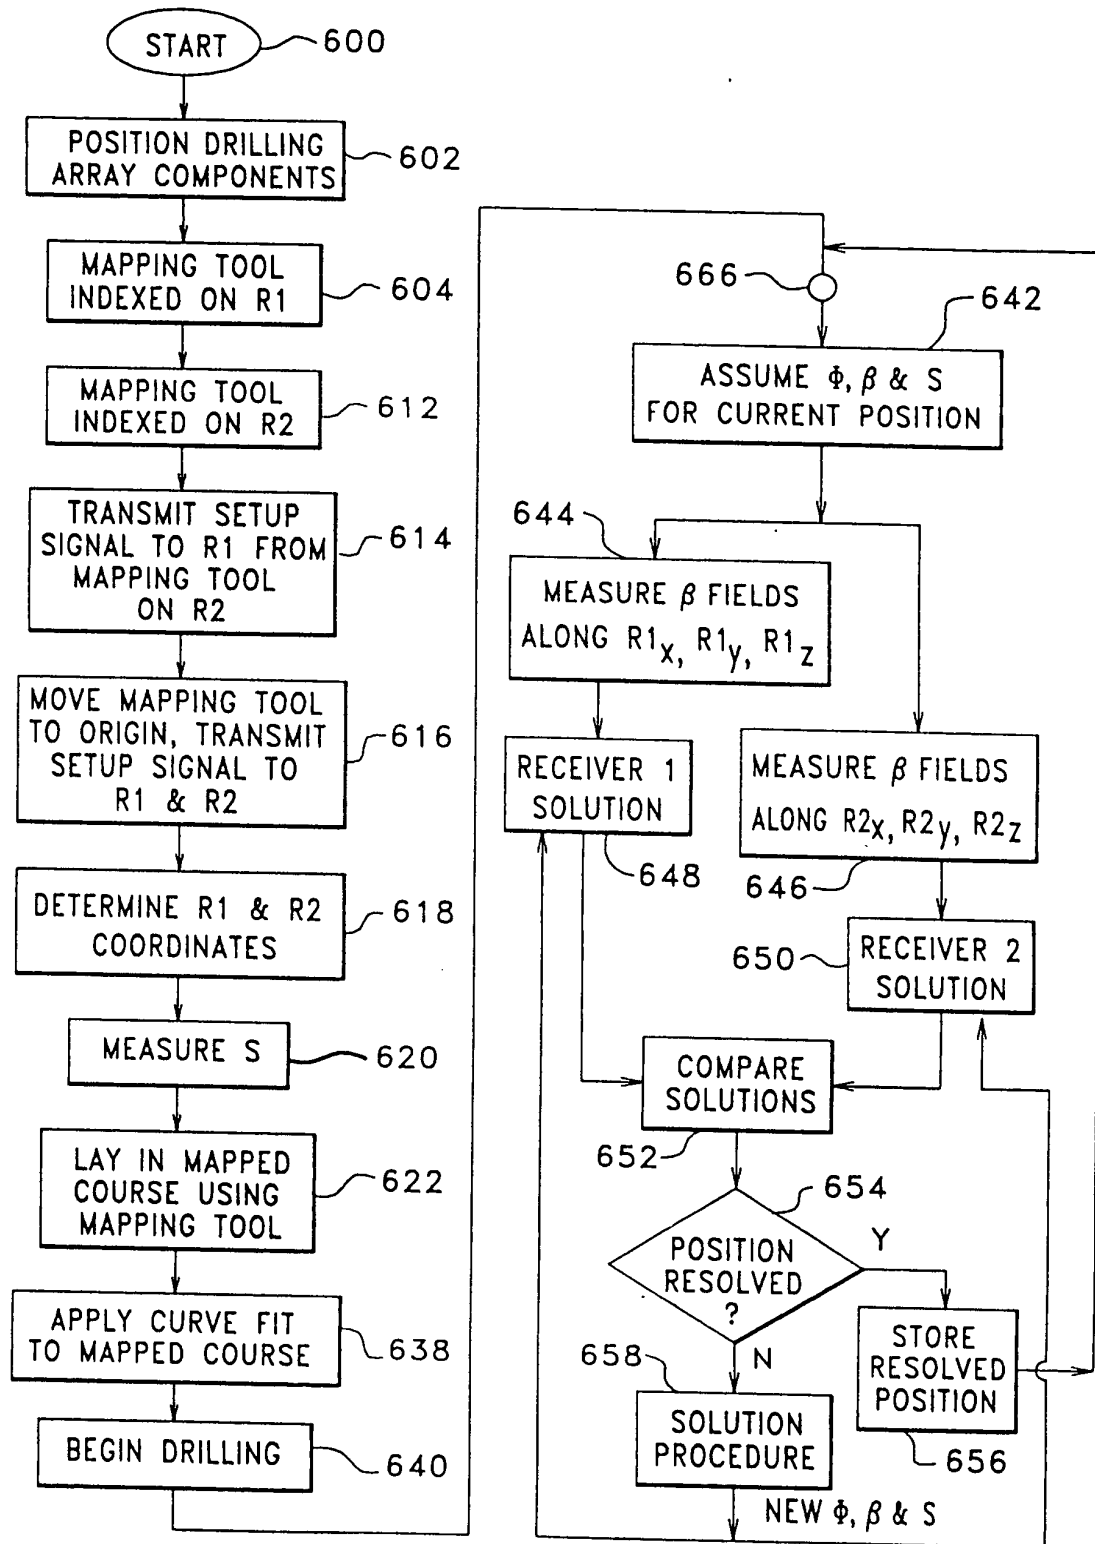 START
600
POSITION DRILLING
ARRAY COMPONENTS
602
MAPPING TOOL
INDEXED ON R1
604
MAPPING TOOL
INDEXED ON R2
612
TRANSMIT SETUP
SIGNAL TO R1 FROM
MAPPING TOOL
ON R2
614
MOVE MAPPING TOOL
TO ORIGIN, TRANSMIT
SETUP SIGNAL TO
R1 & R2
616
DETERMINE R1 & R2
COORDINATES
618
MEASURE S
620
LAY IN MAPPED
COURSE USING
MAPPING TOOL
622
APPLY CURVE FIT
TO MAPPED COURSE
638
BEGIN DRILLING
640
666
642
ASSUME Φ, β & S
FOR CURRENT POSITION
644
MEASURE β FIELDS
ALONG R1x, R1y, R1z
RECEIVER 1
SOLUTION
648
MEASURE β FIELDS
ALONG R2x, R2y, R2z
646
650
RECEIVER 2
SOLUTION
COMPARE
SOLUTIONS
652
654
POSITION
RESOLVED
?
Y
N
STORE
RESOLVED
POSITION
656
658
SOLUTION
PROCEDURE
NEW Φ, β & S